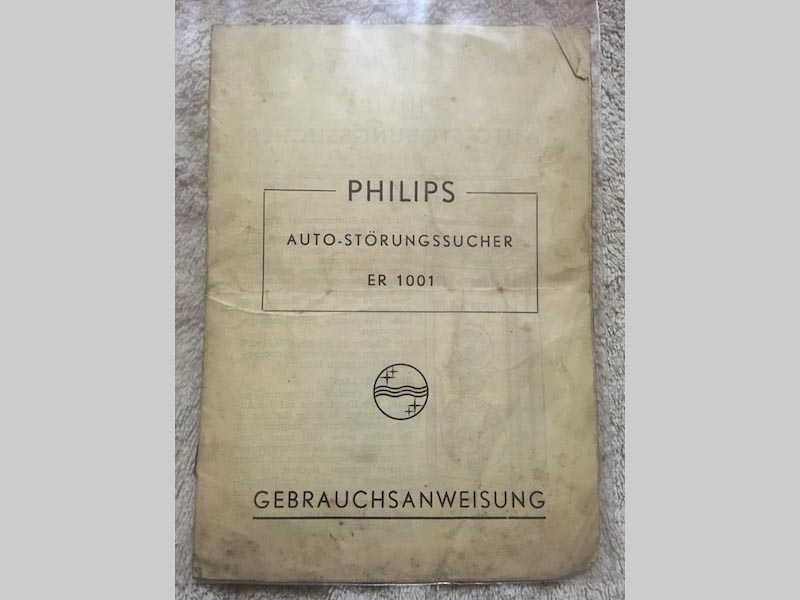 PHILIPS
AUTO-STÖRUNGSSUCHER
ER 1001
GEBRAUCHSANWEISUNG